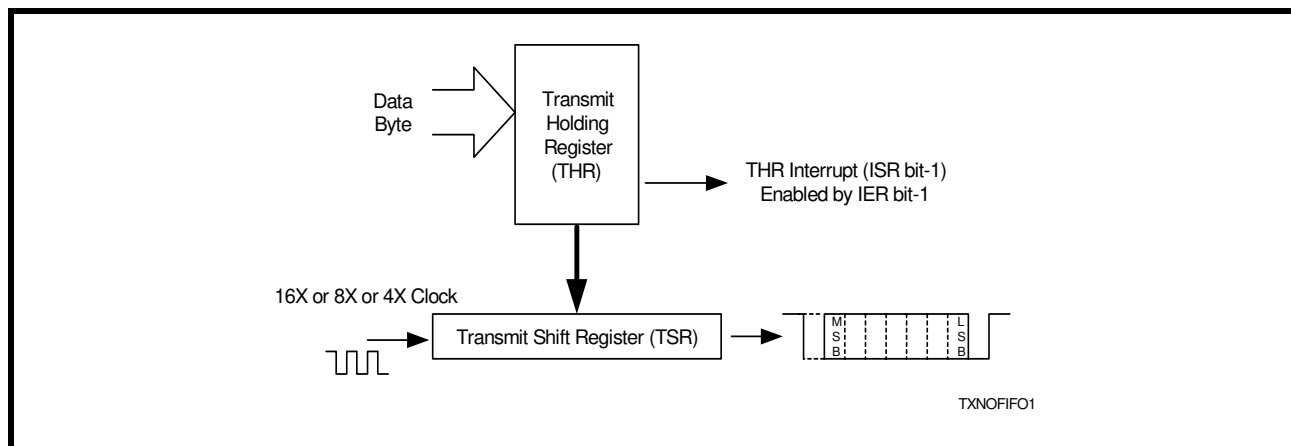 Data
Byte
Transmit
Holding
Register
(THR)
THR Interrupt (ISR bit-1)
Enabled by IER bit-1
16X or 8X or 4X Clock
Transmit Shift Register (TSR)
M
S
B
L
S
B
TXNOFIFO1